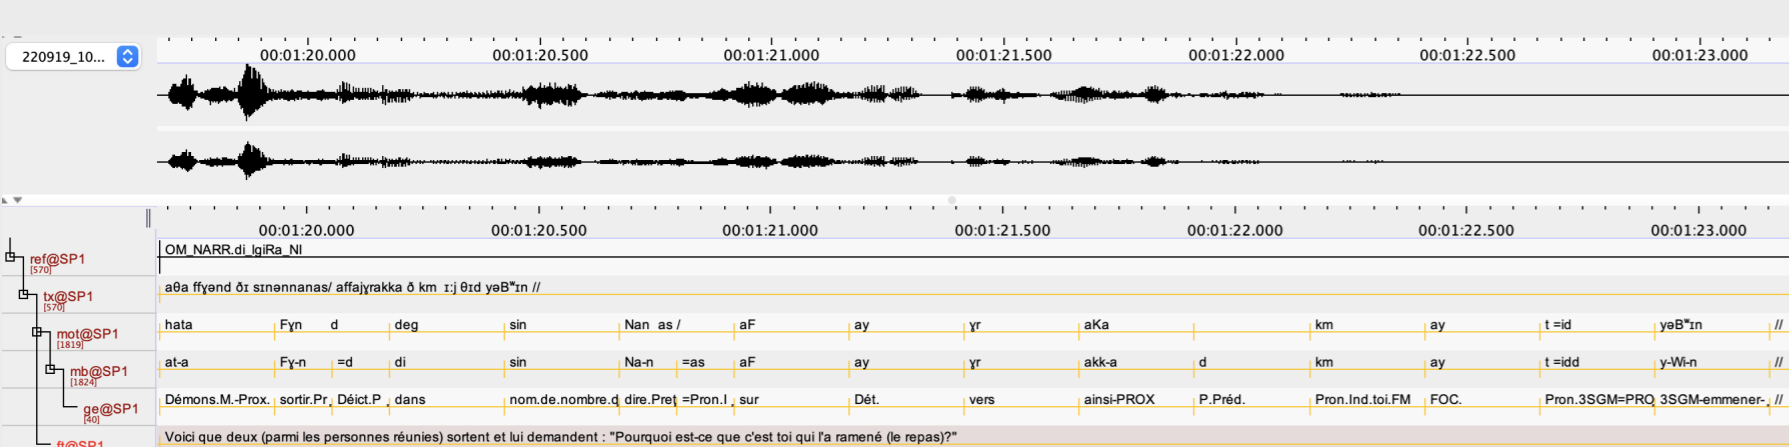 220919_10...
00:01:20.000 00:01:20.500 00:01:21.000 00:01:21.500 00:01:22.000 00:01:22.500 00:01:23.000
00:01:20.000 00:01:20.500 00:01:21.000 00:01:21.500 00:01:22.000 00:01:22.500 00:01:23.000
ref@SP1 OM_NARR.di_lgiRa_NI
[570]
tx@SP1 aθa ffɣənd ðɪ sɪnənnanas/ affajɣrakka ð km ɪ:j θɪd yəBʷɪn //
[570]
mot@SP1 hata Fɣn d deg sin Nan as / aF ay ɣr aKa km ay t =id yəBʷɪn //
[1819]
mb@SP1 at-a Fɣ-n =d di sin Na-n =as aF ay ɣr akk-a d km ay t =idd y-Wi-n //
[1824]
ge@SP1 Démons.M.-Prox. sortir.Pr. Déict.P. dans nom.de.nombre.d dire.Pret =Pron.I. sur Dét. vers ainsi-PROX P.Préd. Pron.Ind.toi.FM FOC. Pron.3SGM=PRO 3SGM-emmener-. //
[40]
ft@SP1 Voici que deux (parmi les personnes réunies) sortent et lui demandent : "Pourquoi est-ce que c'est toi qui l'a ramené (le repas)?"